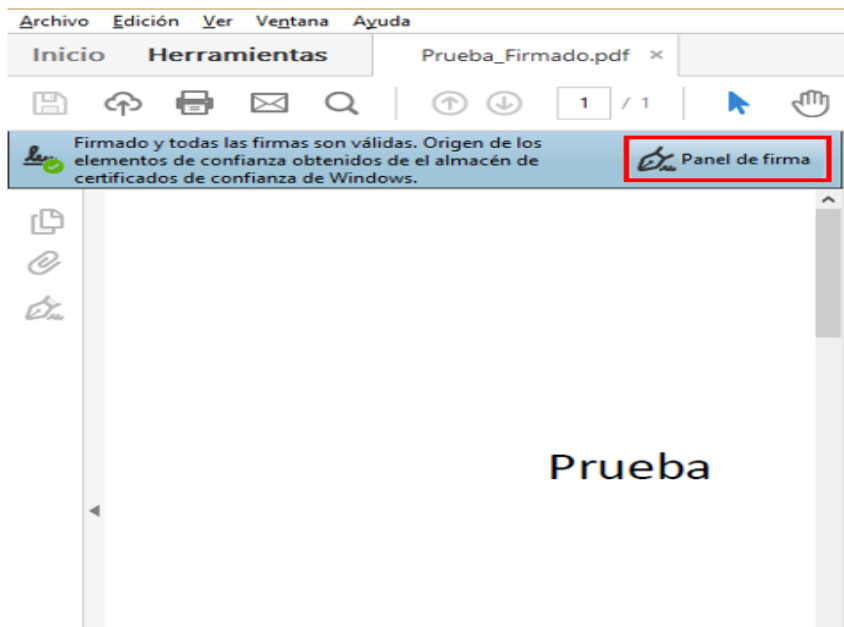 Archivo Edición Ver Ventana Ayuda
Inicio Herramientas Prueba_Firmado.pdf ×
1 / 1
Firmado y todas las firmas son válidas. Origen de los
elementos de confianza obtenidos de el almacén de
certificados de confianza de Windows.
Panel de firma
Prueba